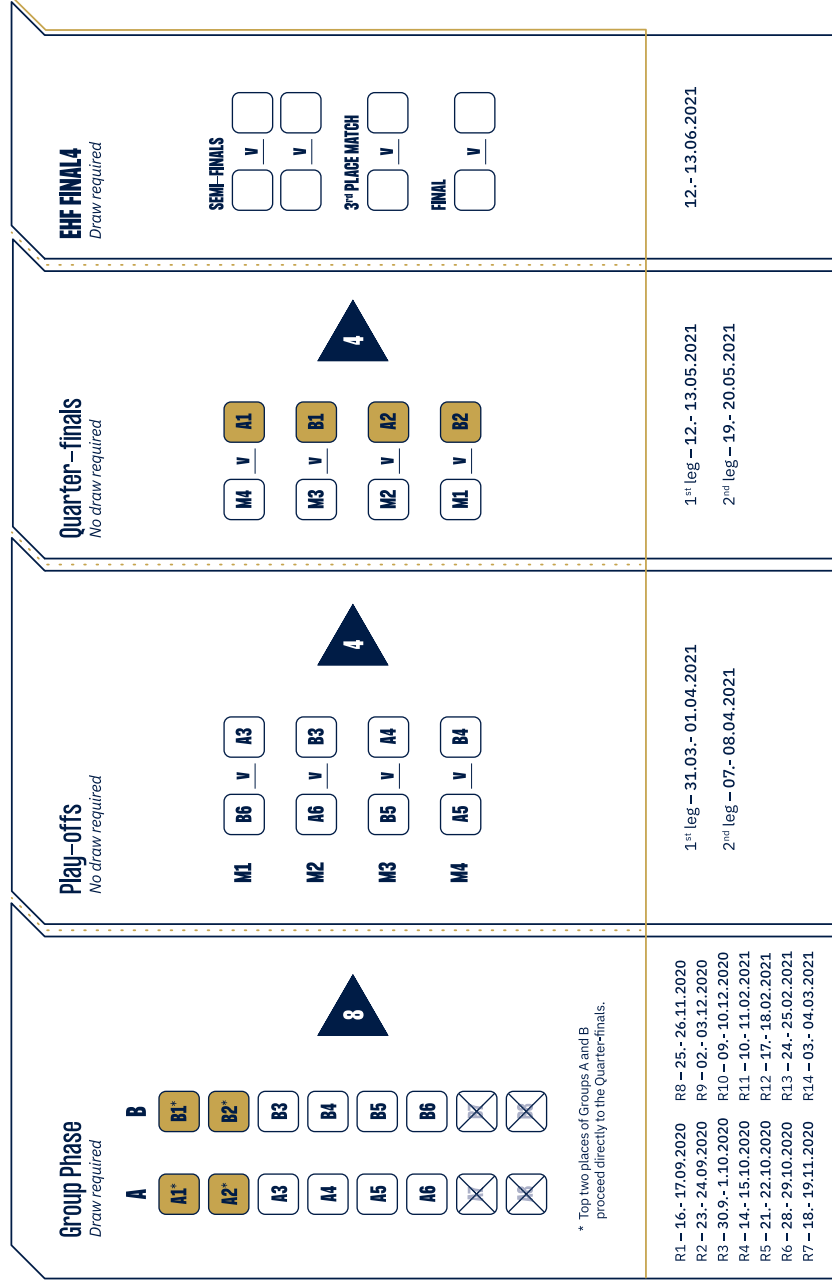 Group Phase
Draw required
A B
A1* B1*
A2* B2*
A3 B3
A4 B4
A5 B5
A6 B6
8
* Top two places of Groups A and B
proceed directly to the Quarter-finals.
R1 – 16.- 17.09.2020
R2 – 23.- 24.09.2020
R3 – 30.9.- 1.10.2020
R4 – 14.- 15.10.2020
R5 – 21.- 22.10.2020
R6 – 28.- 29.10.2020
R7 – 18.- 19.11.2020
R8 – 25.- 26.11.2020
R9 – 02.- 03.12.2020
R10 – 09.- 10.12.2020
R11 – 10.- 11.02.2021
R12 – 17.- 18.02.2021
R13 – 24.- 25.02.2021
R14 – 03.- 04.03.2021
Play-offs
No draw required
M1 B6 V A3
M2 A6 V B3
M3 B5 V A4
M4 A5 V B4
4
1st leg – 31.03.- 01.04.2021
2nd leg – 07.- 08.04.2021
Quarter-finals
No draw required
M4 V A1
M3 V B1
M2 V A2
M1 V B2
4
1st leg – 12.- 13.05.2021
2nd leg – 19.- 20.05.2021
EHF FINAL4
Draw required
SEMI-FINALS
V
V
3rd PLACE MATCH
V
FINAL
V
12.- 13.06.2021